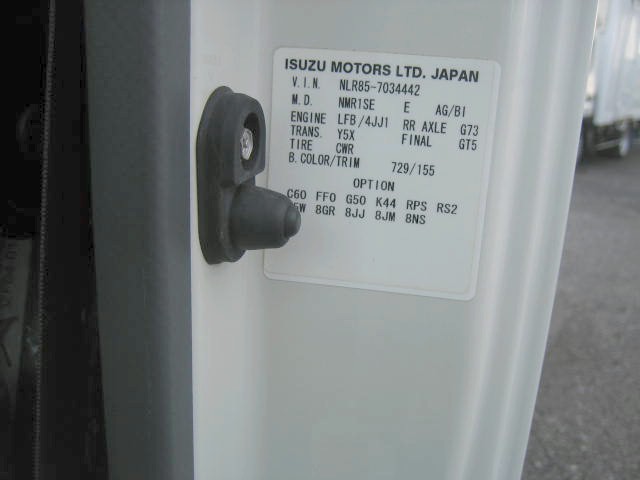 ISUZU MOTORS LTD. JAPAN
V.I.N. NLR85-7034442
M.D. NMR1SE E AG/BI
ENGINE LFB/4JJ1 RR AXLE G73
TRANS. Y5X FINAL GT5
TIRE CWR
B.COLOR/TRIM 729/155
OPTION
C60 FF0 G50 K44 RPS RS2
8GR 8JJ 8JM 8NS